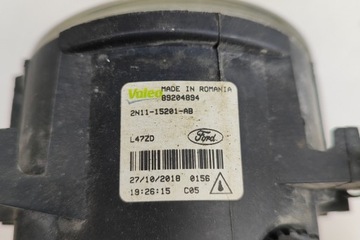 Valeo MADE IN ROMANIA
89204894
2N11-15201-AB
L47ZD Ford
27/10/2018 0156
19:26:15 C05